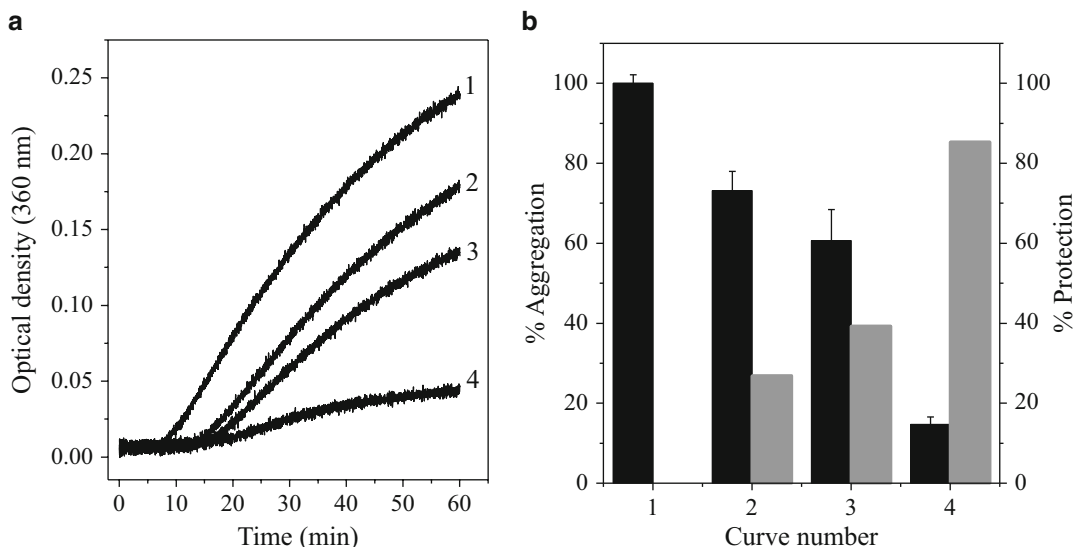 a
Optical density (360 nm)
0.25
0.20
0.15
0.10
0.05
0.00
1
2
3
4
0 10 20 30 40 50 60
Time (min)
b
% Aggregation
100
80
60
40
20
0
% Protection
100
80
60
40
20
0
1 2 3 4
Curve number